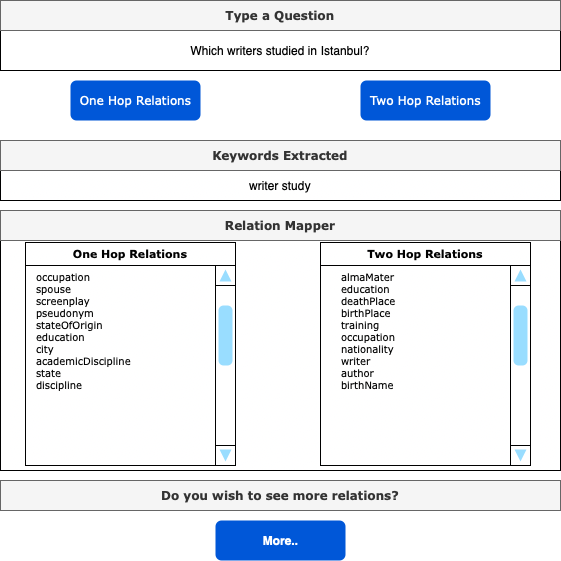 Type a Question
Which writers studied in Istanbul?
One Hop Relations
Two Hop Relations
Keywords Extracted
writer study
Relation Mapper
One Hop Relations
occupation
spouse
screenplay
pseudonym
stateOfOrigin
education
city
academicDiscipline
state
discipline
Two Hop Relations
almaMater
education
deathPlace
birthPlace
training
occupation
nationality
writer
author
birthName
Do you wish to see more relations?
More..